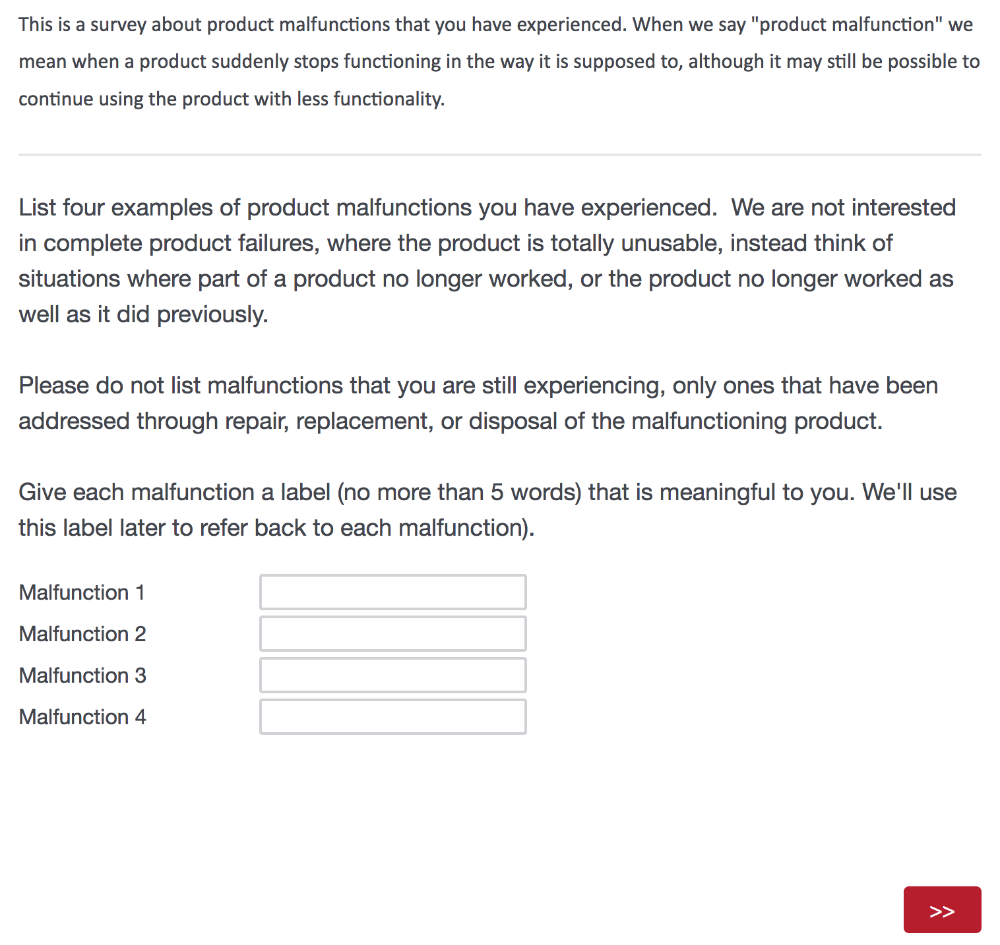 This is a survey about product malfunctions that you have experienced. When we say "product malfunction" we
mean when a product suddenly stops functioning in the way it is supposed to, although it may still be possible to
continue using the product with less functionality.
List four examples of product malfunctions you have experienced.  We are not interested
in complete product failures, where the product is totally unusable, instead think of
situations where part of a product no longer worked, or the product no longer worked as
well as it did previously.
Please do not list malfunctions that you are still experiencing, only ones that have been
addressed through repair, replacement, or disposal of the malfunctioning product.
Give each malfunction a label (no more than 5 words) that is meaningful to you. We'll use
this label later to refer back to each malfunction).
Malfunction 1
Malfunction 2
Malfunction 3
Malfunction 4
>>